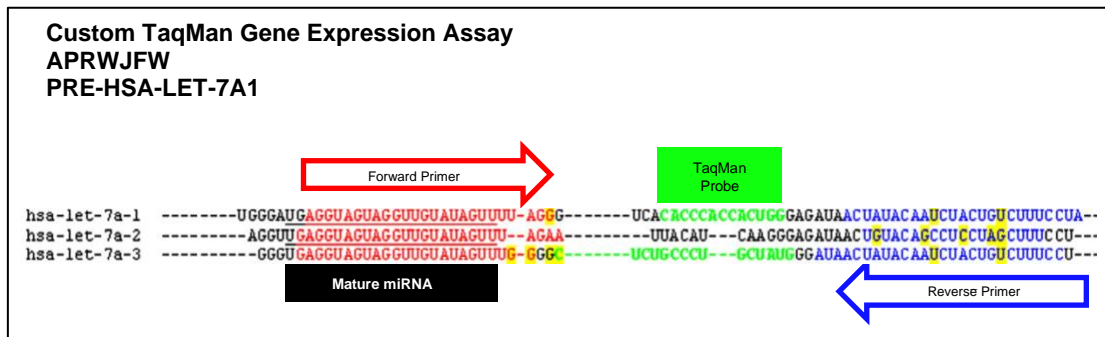 Custom TaqMan Gene Expression Assay
APRWJFW
PRE-HSA-LET-7A1
Forward Primer
TaqMan
Probe
hsa-let-7a-1 --------UGGGAUGAGGUAGUAGGUUGUAUAGUUUU-AGGG-------UCACACCCACCACUGGGAGAUAACUAUACAAUCUACUGUCUUUCCUA--
hsa-let-7a-2 ---------AGGUUGAGGUAGUAGGUUGUAUAGUUU--AGAA-------UUACAU---CAAGGGAGAUAACUGUACAGCCUCCUAGCUUUCCU---
hsa-let-7a-3 ---------GGGUGAGGUAGUAGGUUGUAUAGUUUG-GGGC-------UCUGCCCU---GCUAUGGGAUAACUAUACAAUCUACUGUCUUUCCU---
Mature miRNA
Reverse Primer